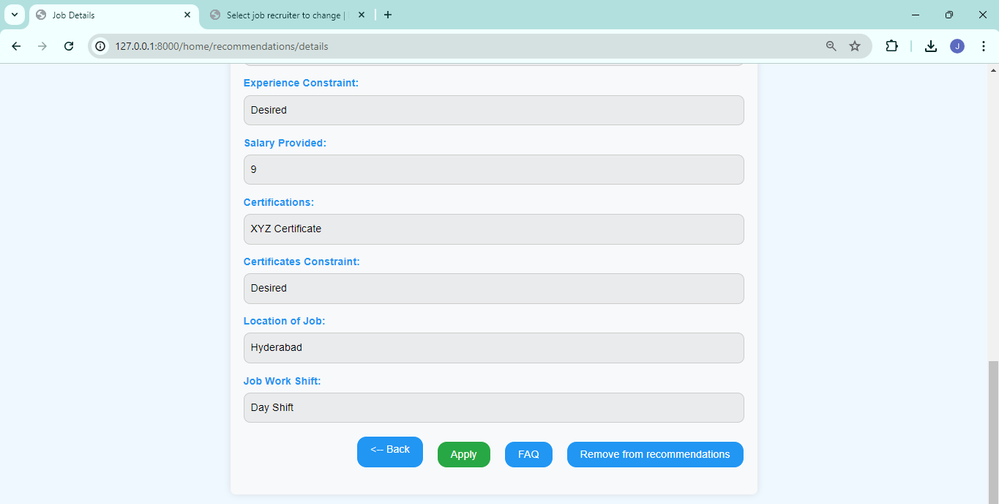 Job Details
Select job recruiter to change |
127.0.0.1:8000/home/recommendations/details
J
Experience Constraint:
Desired
Salary Provided:
9
Certifications:
XYZ Certificate
Certificates Constraint:
Desired
Location of Job:
Hyderabad
Job Work Shift:
Day Shift
<-- Back
Apply
FAQ
Remove from recommendations